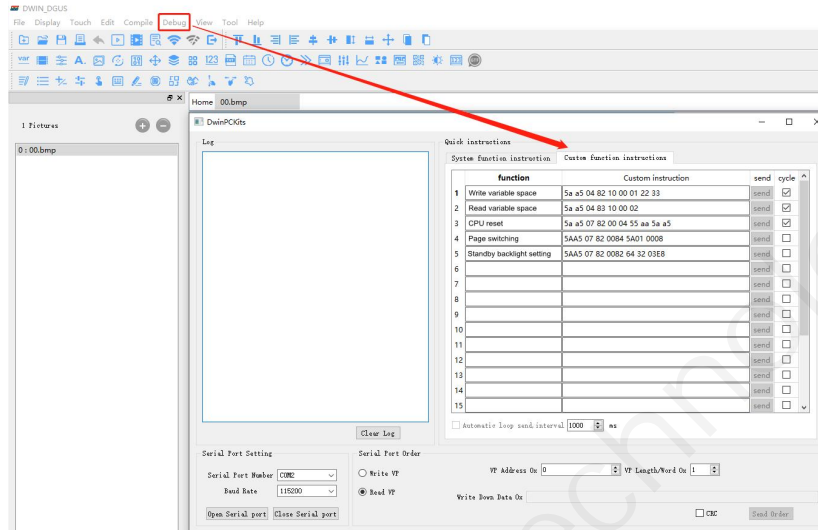 DWIN_DGUS
File Display Touch Edit Compile Debug View Tool Help
var A. 123
Home 00.bmp
1 Pictures
0 : 00.bmp
DwinPCKits
Log
Clear Log
Quick instructions
System function instruction Custom function instructions
function Custom instruction send cycle
1 Write variable space 5a a5 04 82 10 00 01 22 33 send
2 Read variable space 5a a5 04 83 10 00 02 send
3 CPU reset 5a a5 07 82 00 04 55 aa 5a a5 send
4 Page switching 5AA5 07 82 0084 5A01 0008 send
5 Standby backlight setting 5AA5 07 82 0082 64 32 03E8 send
6 send
7 send
8 send
9 send
10 send
11 send
12 send
13 send
14 send
15 send
Automatic loop send,interval 1000 ms
Serial Port Setting
Serial Port Number COM2
Baud Rate 115200
Open Serial port Close Serial port
Serial Port Order
Write VP
Read VP
VP Address 0x 0 VP Length/Word 0x 1
Write Down Data 0x
CRC Send Order